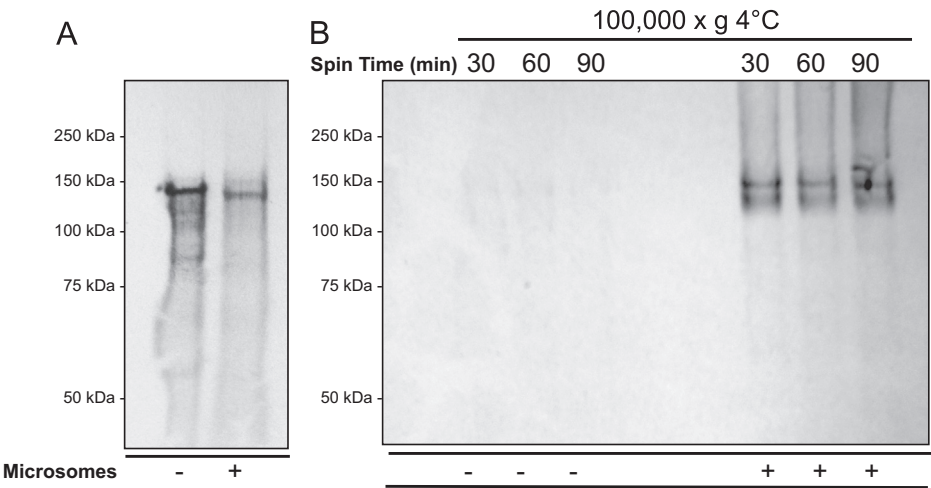 A
B
100,000 x g 4°C
Spin Time (min) 30 60 90 30 60 90
250 kDa
150 kDa
100 kDa
75 kDa
50 kDa
250 kDa
150 kDa
100 kDa
75 kDa
50 kDa
Microsomes - + - - - + + +